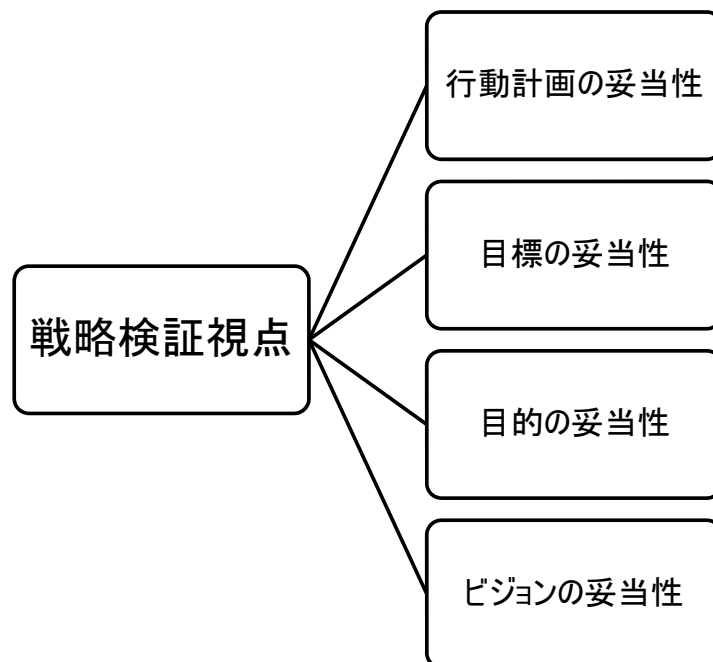 行動計画の妥当性
目標の妥当性
戦略検証視点
目的の妥当性
ビジョンの妥当性